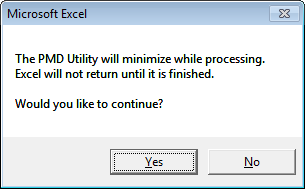 Microsoft Excel
The PMD Utility will minimize while processing.
Excel will not return until it is finished.
Would you like to continue?
Yes No